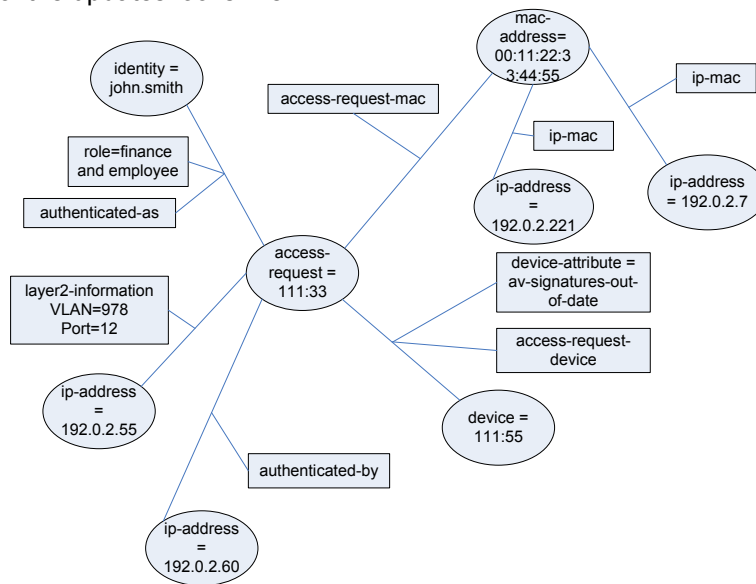 mac-
address=
00:11:22:3
3:44:55
identity =
john.smith
ip-mac
access-request-mac
ip-mac
role=finance
and employee
ip-address
=
192.0.2.221
ip-address
= 192.0.2.7
authenticated-as
access-
request =
111:33
device-attribute =
av-signatures-out-
of-date
layer2-information
VLAN=978
Port=12
access-request-
device
ip-address
=
192.0.2.55
device =
111:55
authenticated-by
ip-address
=
192.0.2.60